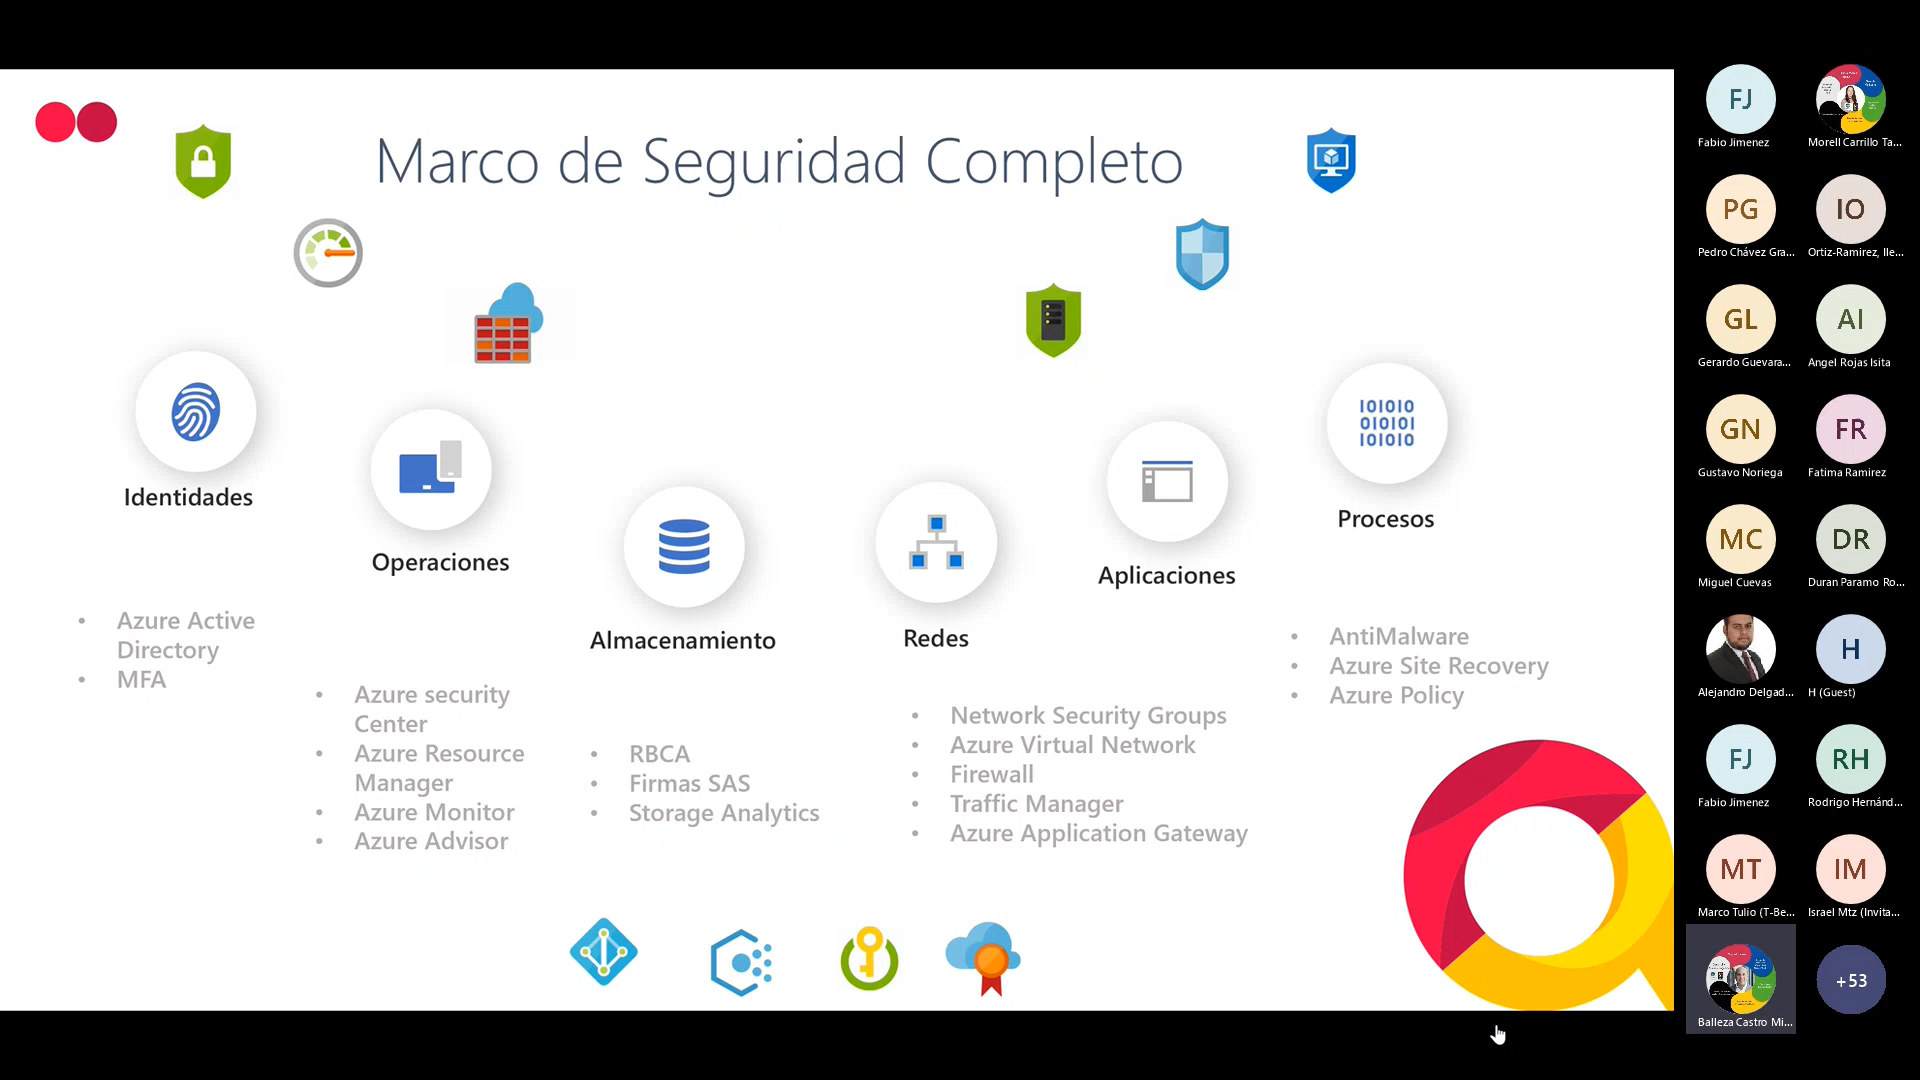 Marco de Seguridad Completo
Identidades
• Azure Active
Directory
• MFA
Operaciones
• Azure security
Center
• Azure Resource
Manager
• Azure Monitor
• Azure Advisor
Almacenamiento
• RBCA
• Firmas SAS
• Storage Analytics
Redes
• Network Security Groups
• Azure Virtual Network
• Firewall
• Traffic Manager
• Azure Application Gateway
Aplicaciones
IOIOIO
OIOIOI
IOIOIO
Procesos
• AntiMalware
• Azure Site Recovery
• Azure Policy
FJ
Fabio Jimenez
Morell Carrillo Ta...
PG
Pedro Chávez Gra...
IO
Ortiz-Ramirez, Ile...
GL
Gerardo Guevara...
AI
Angel Rojas Isita
GN
Gustavo Noriega
FR
Fatima Ramirez
MC
Miguel Cuevas
DR
Duran Paramo Ro...
Alejandro Delgad...
H
H (Guest)
FJ
Fabio Jimenez
RH
Rodrigo Hernánd...
MT
Marco Tulio (T-Be...
IM
Israel Mtz (Invita...
Balleza Castro Mi...
+53